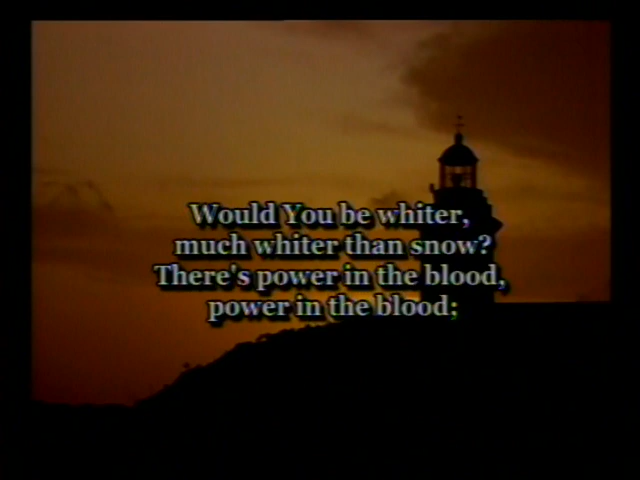 Would You be whiter,
much whiter than snow?
There's power in the blood,
power in the blood;